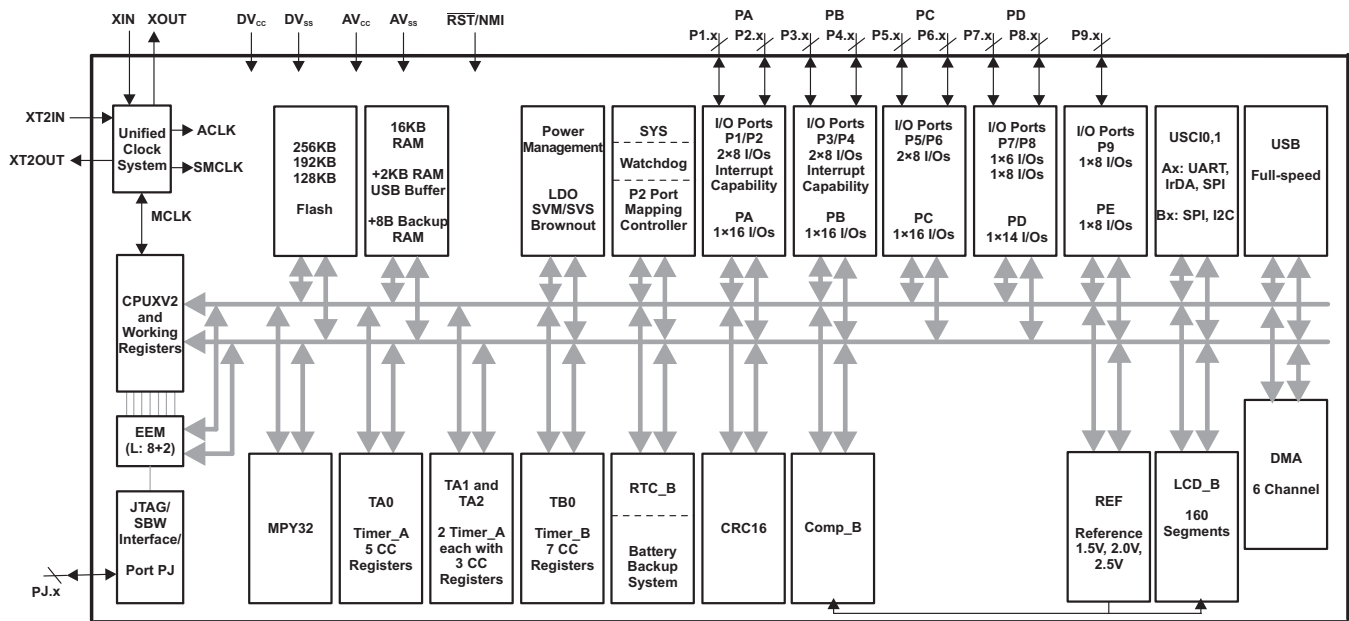 XIN XOUT DVCC DVSS AVCC AVSS RST/NMI
PA PB PC PD
P1.x P2.x P3.x P4.x P5.x P6.x P7.x P8.x P9.x
XT2IN
XT2OUT
Unified
Clock
System
ACLK
SMCLK
MCLK
256KB
192KB
128KB
Flash
16KB
RAM
+2KB RAM
USB Buffer
+8B Backup
RAM
Power
Management
LDO
SVM/SVS
Brownout
SYS
Watchdog
P2 Port
Mapping
Controller
I/O Ports
P1/P2
2×8 I/Os
Interrupt
Capability
PA
1×16 I/Os
I/O Ports
P3/P4
2×8 I/Os
Interrupt
Capability
PB
1×16 I/Os
I/O Ports
P5/P6
2×8 I/Os
PC
1×16 I/Os
I/O Ports
P7/P8
1×6 I/Os
1×8 I/Os
PD
1×14 I/Os
I/O Ports
P9
1×8 I/Os
PE
1×8 I/Os
USCI0,1
Ax: UART,
IrDA, SPI
Bx: SPI, I2C
USB
Full-speed
CPUXV2
and
Working
Registers
EEM
(L: 8+2)
JTAG/
SBW
Interface/
Port PJ
PJ.x
MPY32
TA0
Timer_A
5 CC
Registers
TA1 and
TA2
2 Timer_A
each with
3 CC
Registers
TB0
Timer_B
7 CC
Registers
RTC_B
Battery
Backup
System
CRC16
Comp_B
REF
Reference
1.5V, 2.0V,
2.5V
LCD_B
160
Segments
DMA
6 Channel